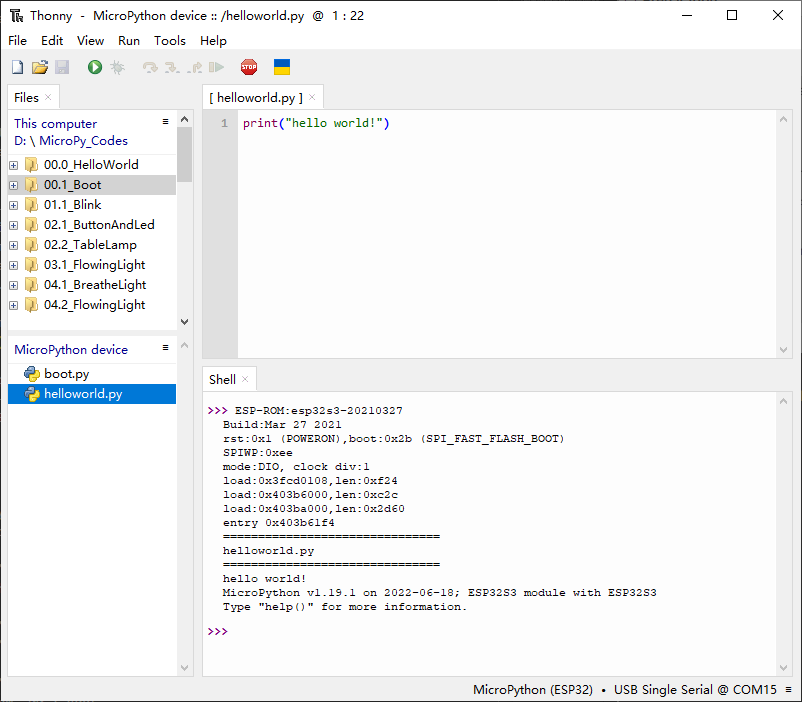 Thonny - MicroPython device :: /helloworld.py @ 1 : 22
File Edit View Run Tools Help
STOP
Files ×
This computer ≡
D: \ MicroPy_Codes
00.0_HelloWorld
00.1_Boot
01.1_Blink
02.1_ButtonAndLed
02.2_TableLamp
03.1_FlowingLight
04.1_BreatheLight
04.2_FlowingLight
MicroPython device ≡
boot.py
helloworld.py
[ helloworld.py ] ×
1 print("hello world!")
Shell ×
>>> ESP-ROM:esp32s3-20210327
Build:Mar 27 2021
rst:0x1 (POWERON),boot:0x2b (SPI_FAST_FLASH_BOOT)
SPIWP:0xee
mode:DIO, clock div:1
load:0x3fcd0108,len:0xf24
load:0x403b6000,len:0xc2c
load:0x403ba000,len:0x2d60
entry 0x403b61f4
===============================
helloworld.py
===============================
hello world!
MicroPython v1.19.1 on 2022-06-18; ESP32S3 module with ESP32S3
Type "help()" for more information.
>>>
MicroPython (ESP32) • USB Single Serial @ COM15 ≡